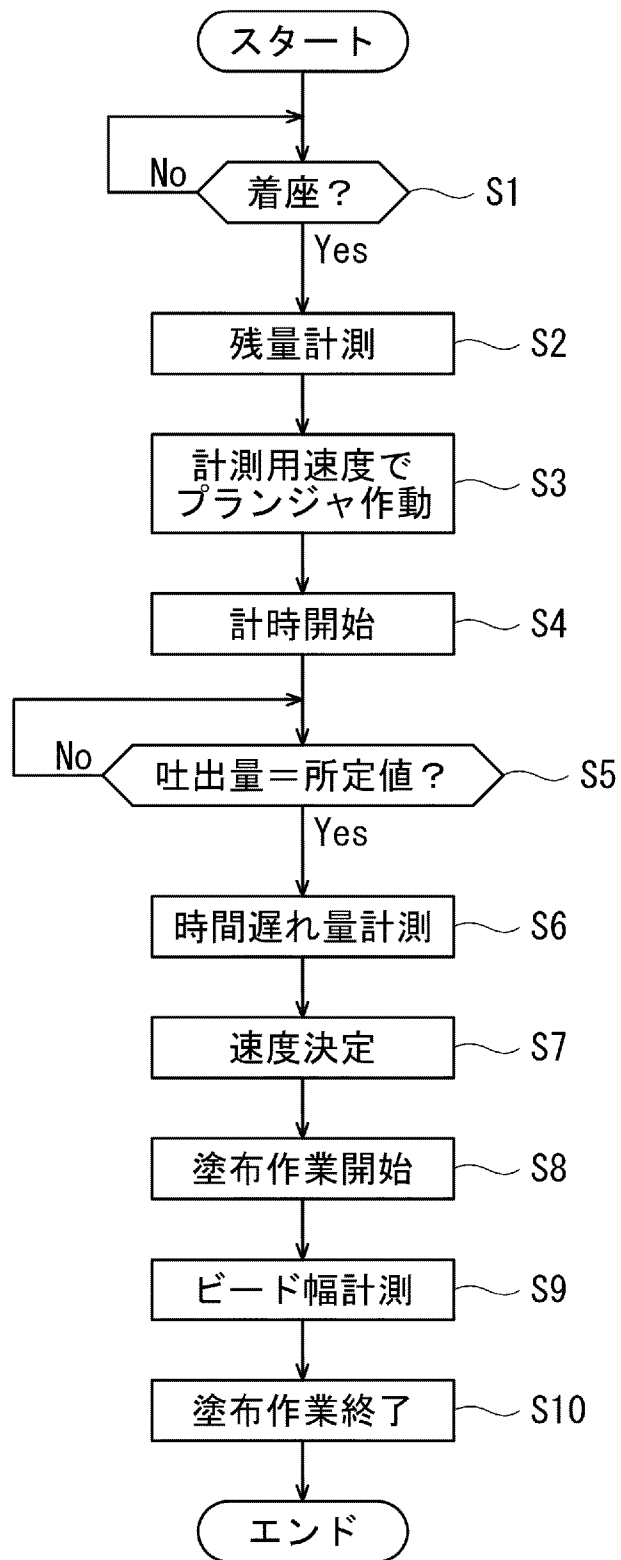 スタート
No
着座？
S1
Yes
残量計測
S2
計測用速度で
プランジャ作動
S3
計時開始
S4
No
吐出量＝所定値？
S5
Yes
時間遅れ量計測
S6
速度決定
S7
塗布作業開始
S8
ビード幅計測
S9
塗布作業終了
S10
エンド